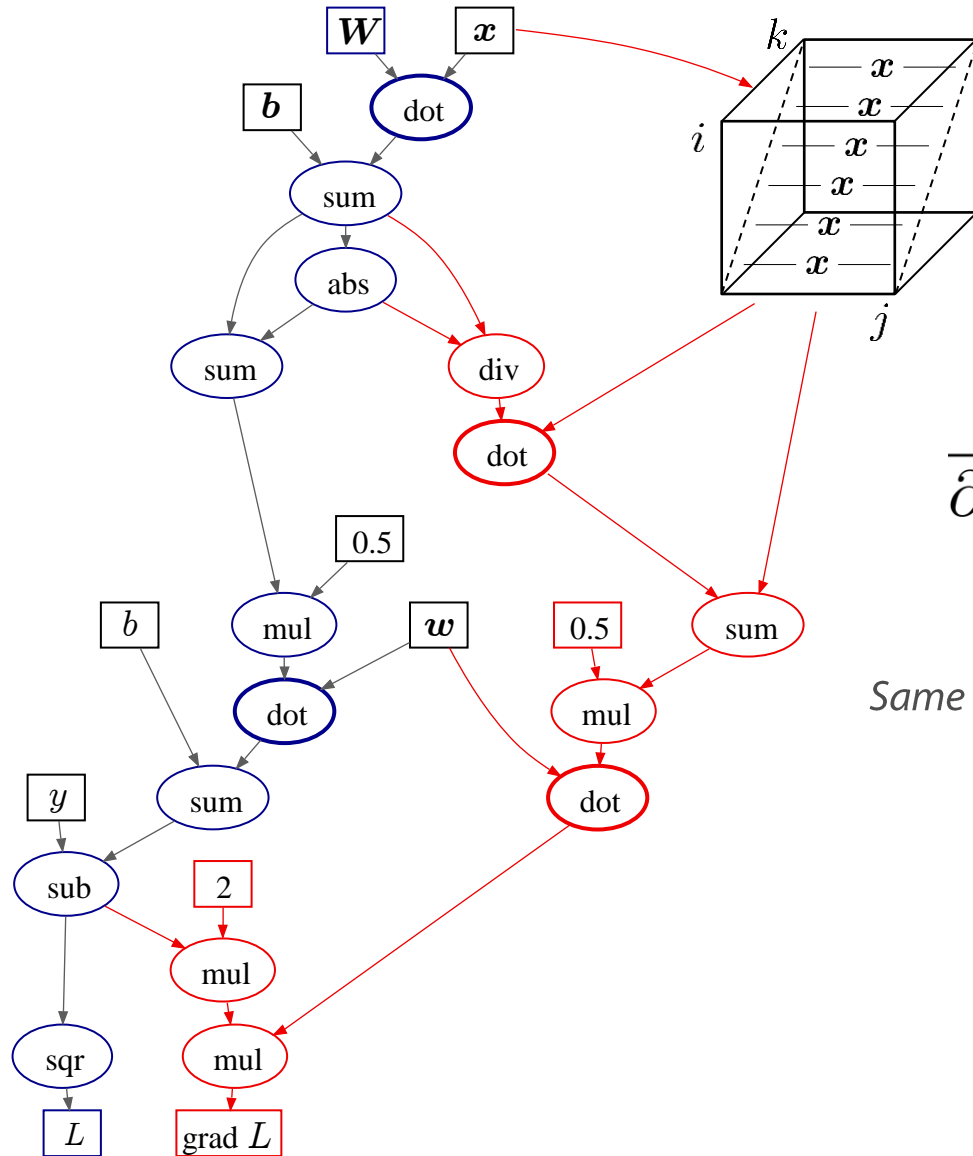 W x
k
x
x
x
x
x
x
i
j
b
dot
sum
abs
sum
div
dot
0.5
b
mul
w
0.5
sum
dot
mul
Same
y
sum
dot
sub
2
mul
sqr
mul
L
grad L
∂